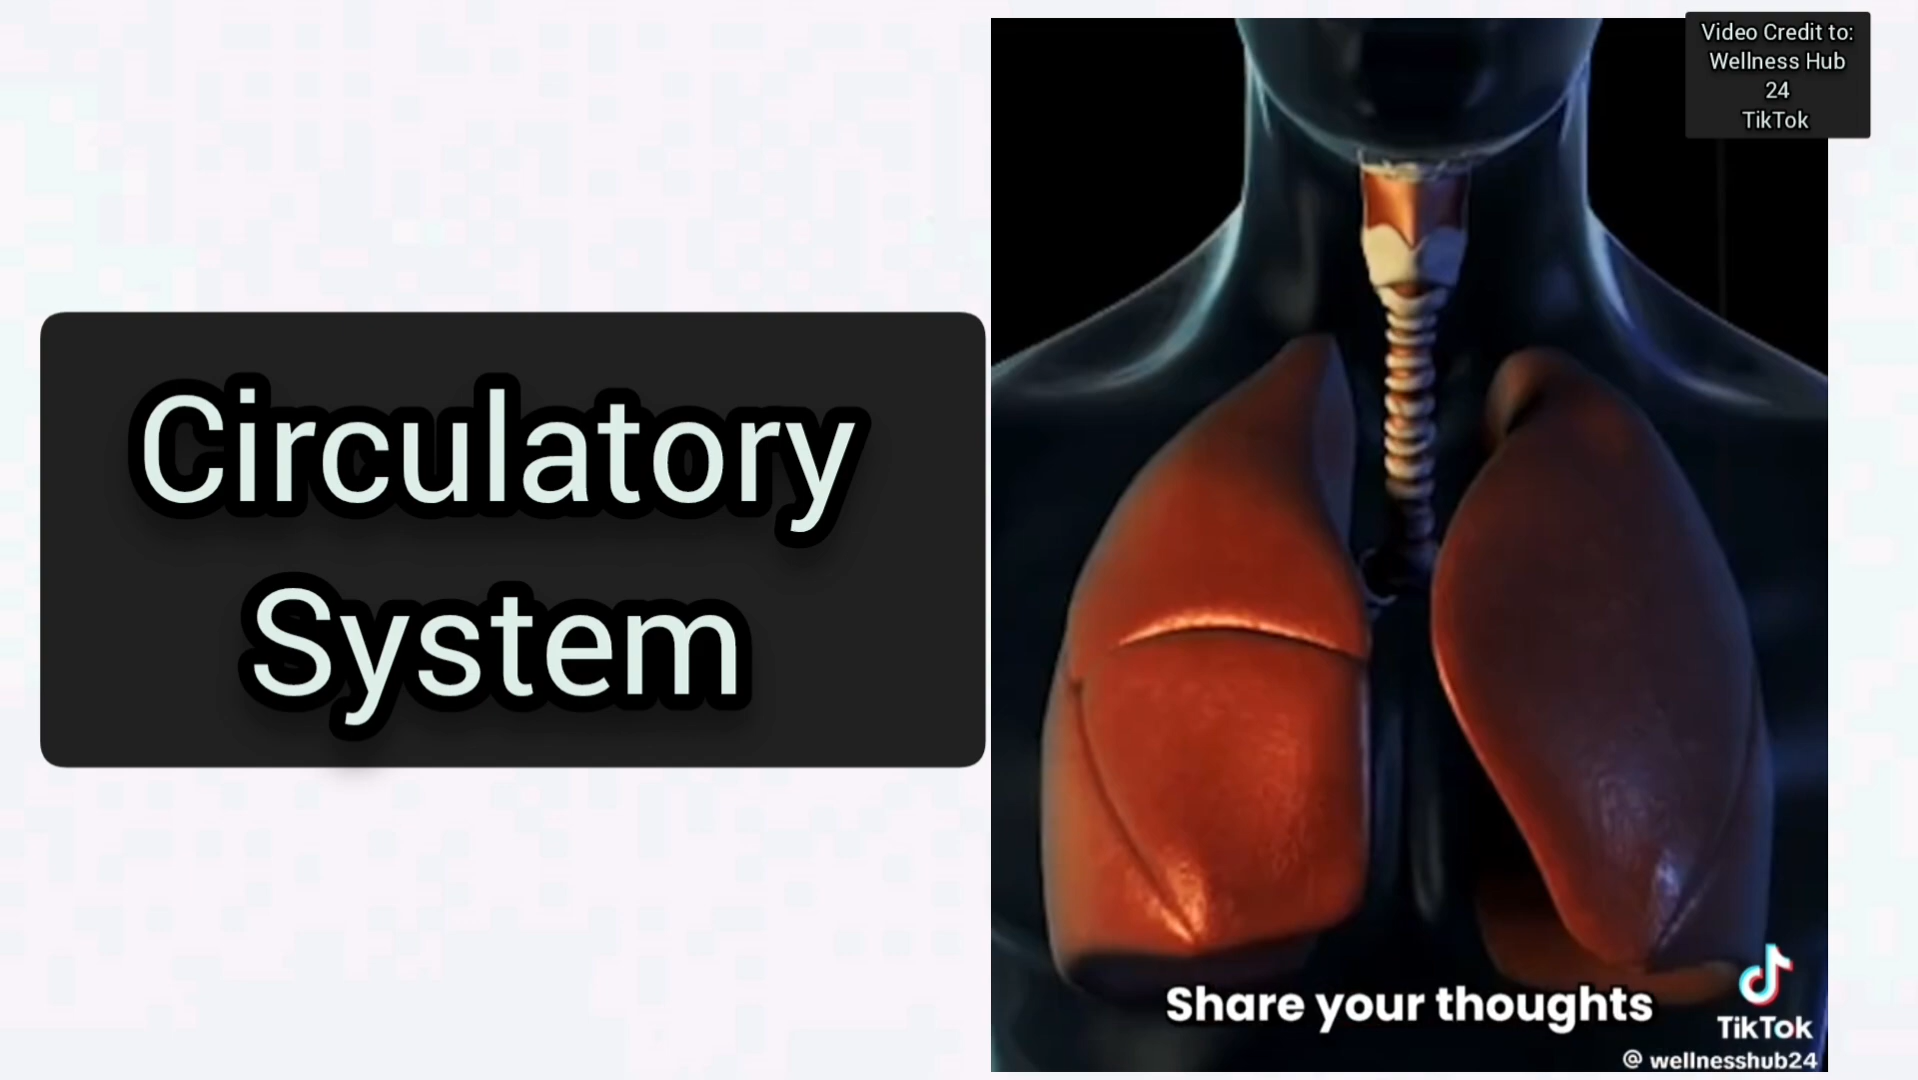 Circulatory
System
Video Credit to:
Wellness Hub
24
TikTok
Share your thoughts
TikTok
@ wellnesshub24